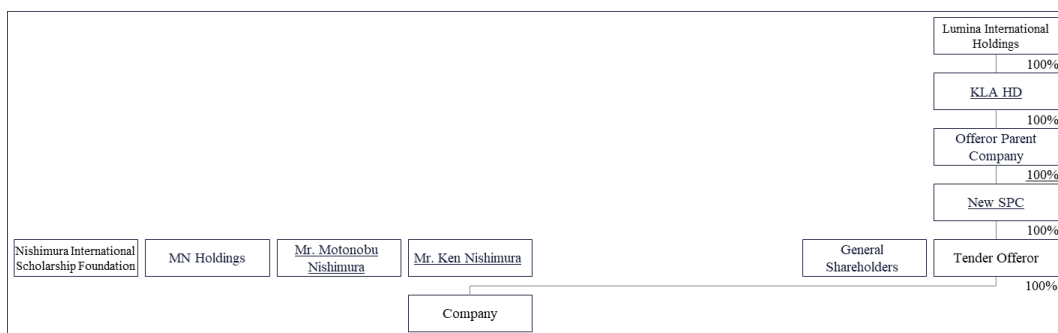 Lumina International
Holdings
100%
KLA HD
100%
Offeror Parent
Company
100%
New SPC
100%
Nishimura International
Scholarship Foundation
MN Holdings
Mr. Motonobu
Nishimura
Mr. Ken Nishimura
General
Shareholders
Tender Offeror
100%
Company